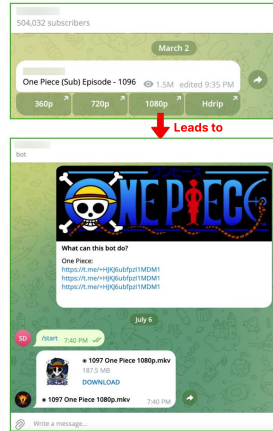 504,032 subscribers
March 2
One Piece (Sub) Episode - 1096
1.5M edited 9:35 PM
360p 720p 1080p Hdrip
Leads to
bot
ONE PIECE
What can this bot do?
One Piece:
https://t.me/+HJKJ6ubfpzI1MDM1
https://t.me/+HJKJ6ubfpzI1MDM1
https://t.me/+HJKJ6ubfpzI1MDM1
July 6
SD
/start 7:40 PM
1097 One Piece 1080p.mkv
187.5 MB
DOWNLOAD
1097 One Piece 1080p.mkv
7:40 PM
Write a message...